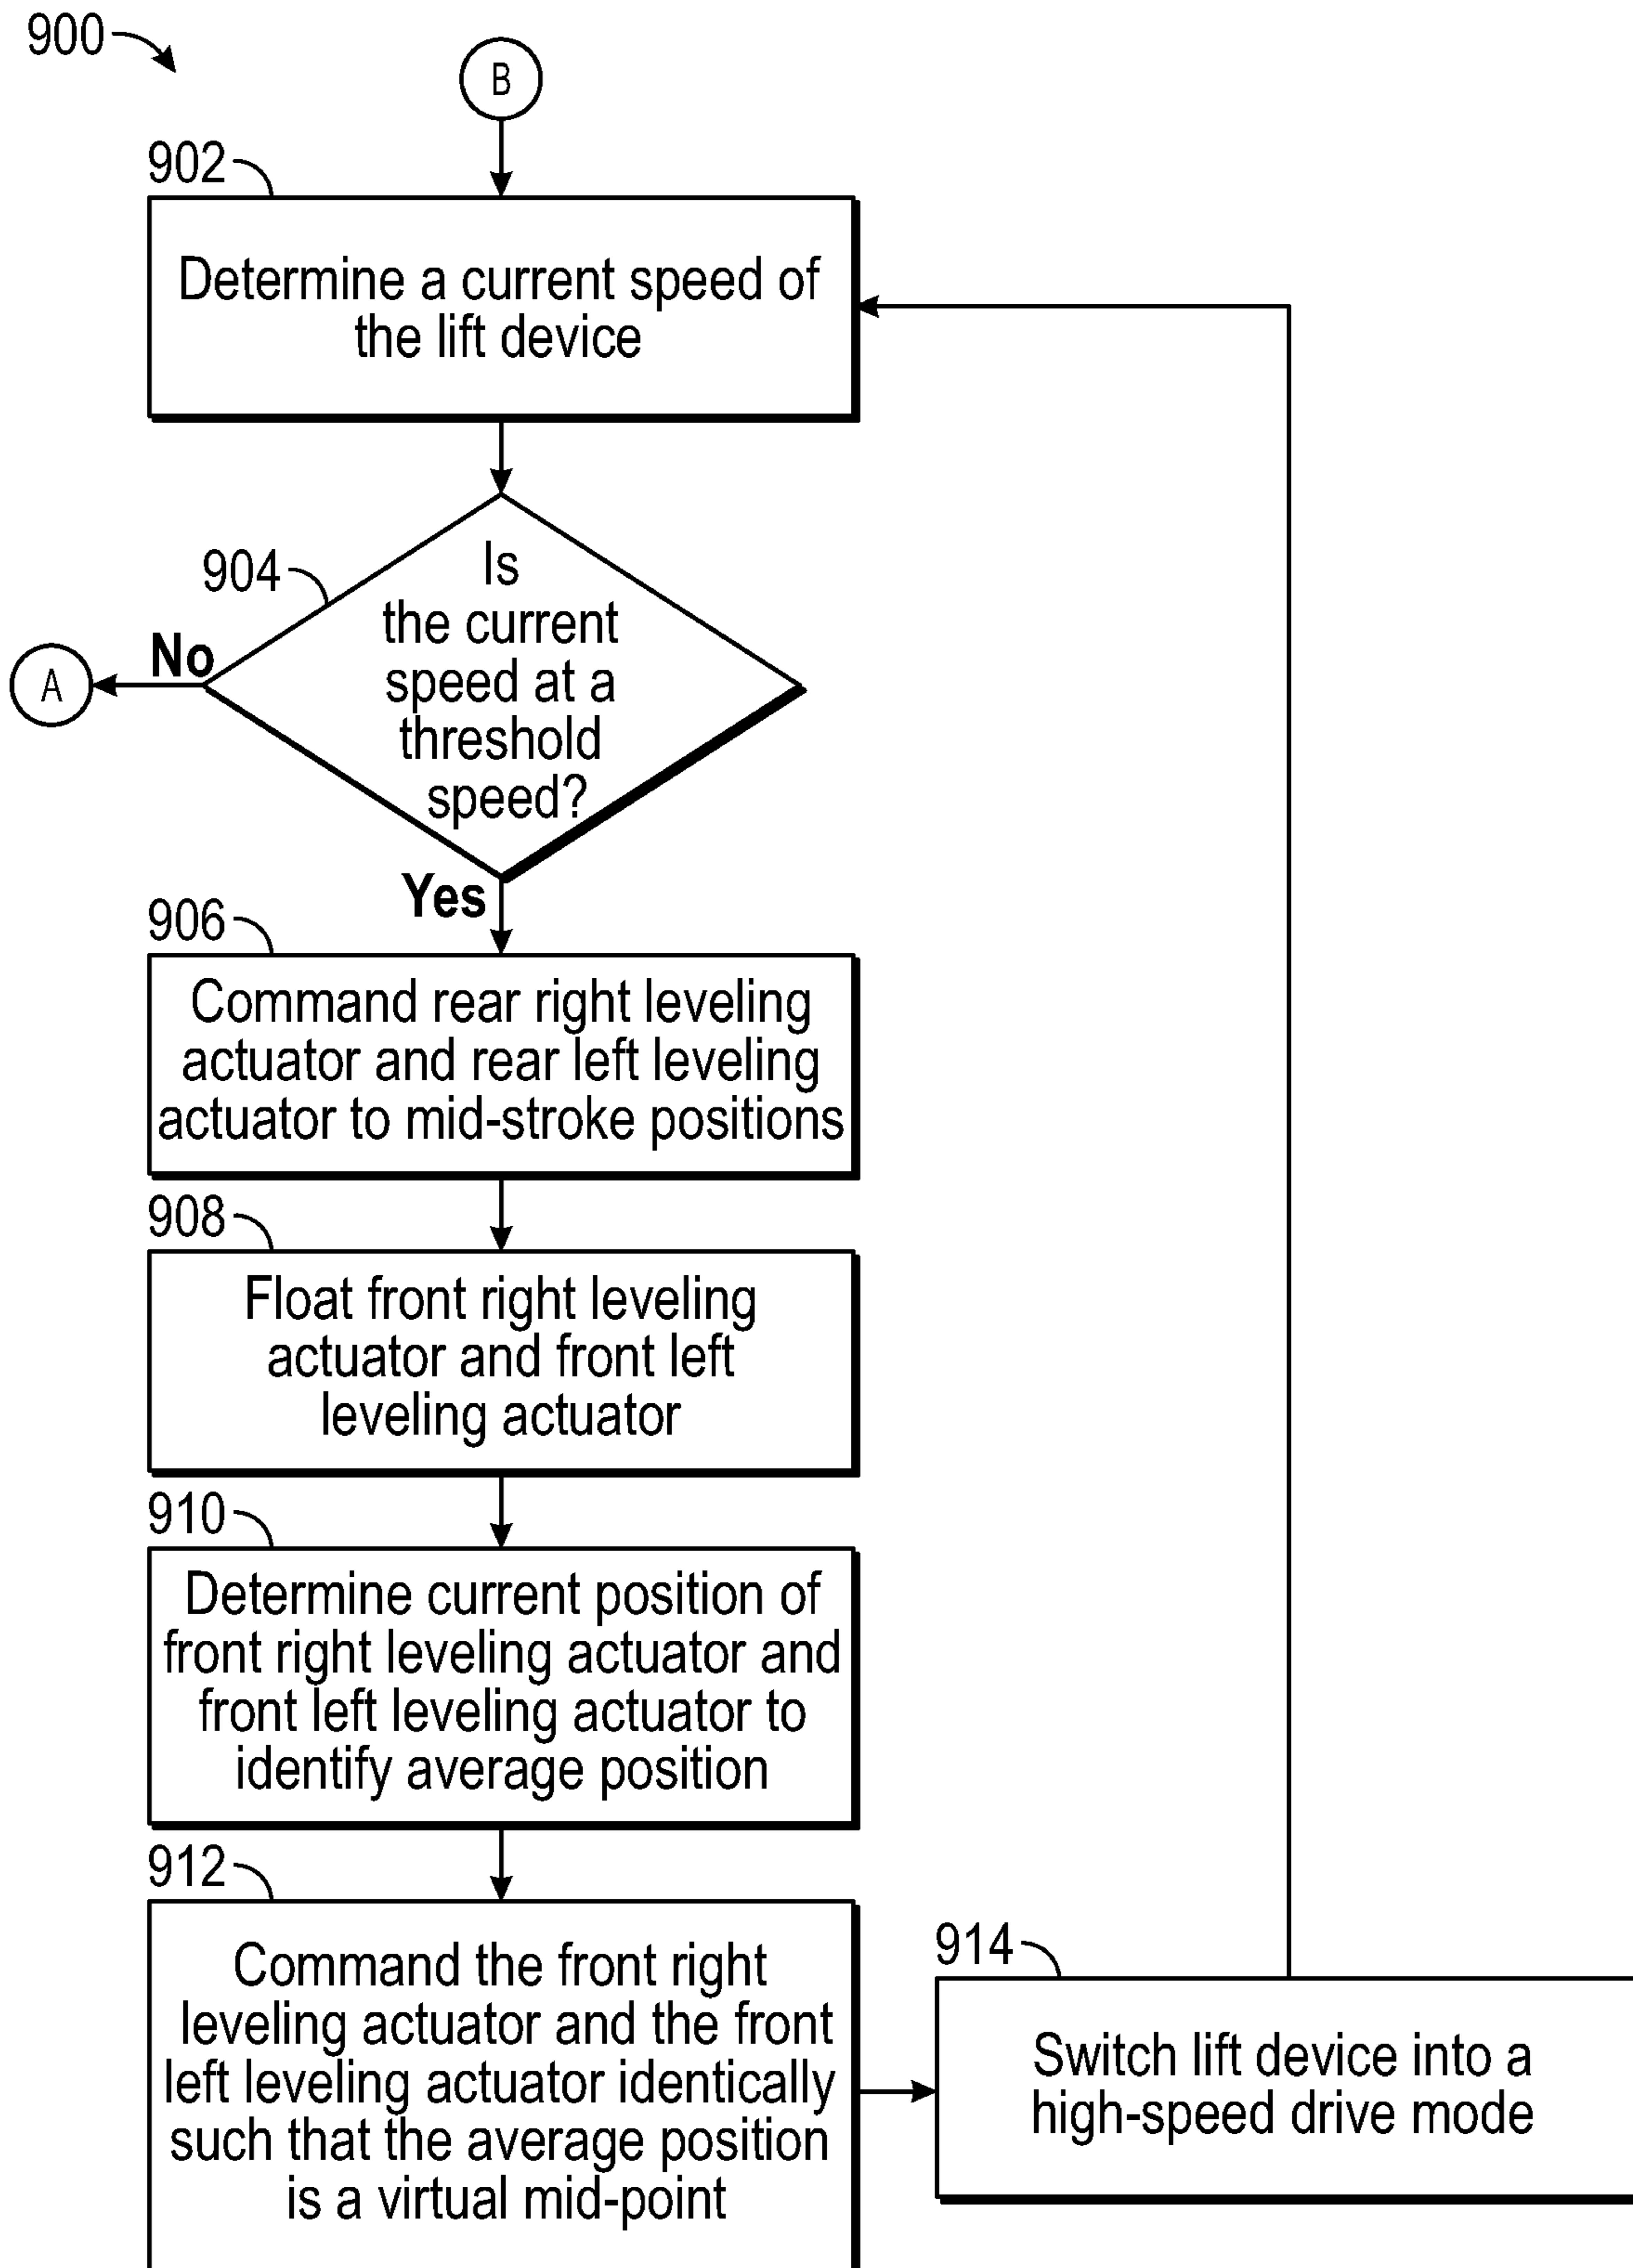 900
B
902
Determine a current speed of
the lift device
904
Is
the current
speed at a
threshold
speed?
No
A
Yes
906
Command rear right leveling
actuator and rear left leveling
actuator to mid-stroke positions
908
Float front right leveling
actuator and front left
leveling actuator
910
Determine current position of
front right leveling actuator and
front left leveling actuator to
identify average position
912
Command the front right
leveling actuator and the front
left leveling actuator identically
such that the average position
is a virtual mid-point
914
Switch lift device into a
high-speed drive mode